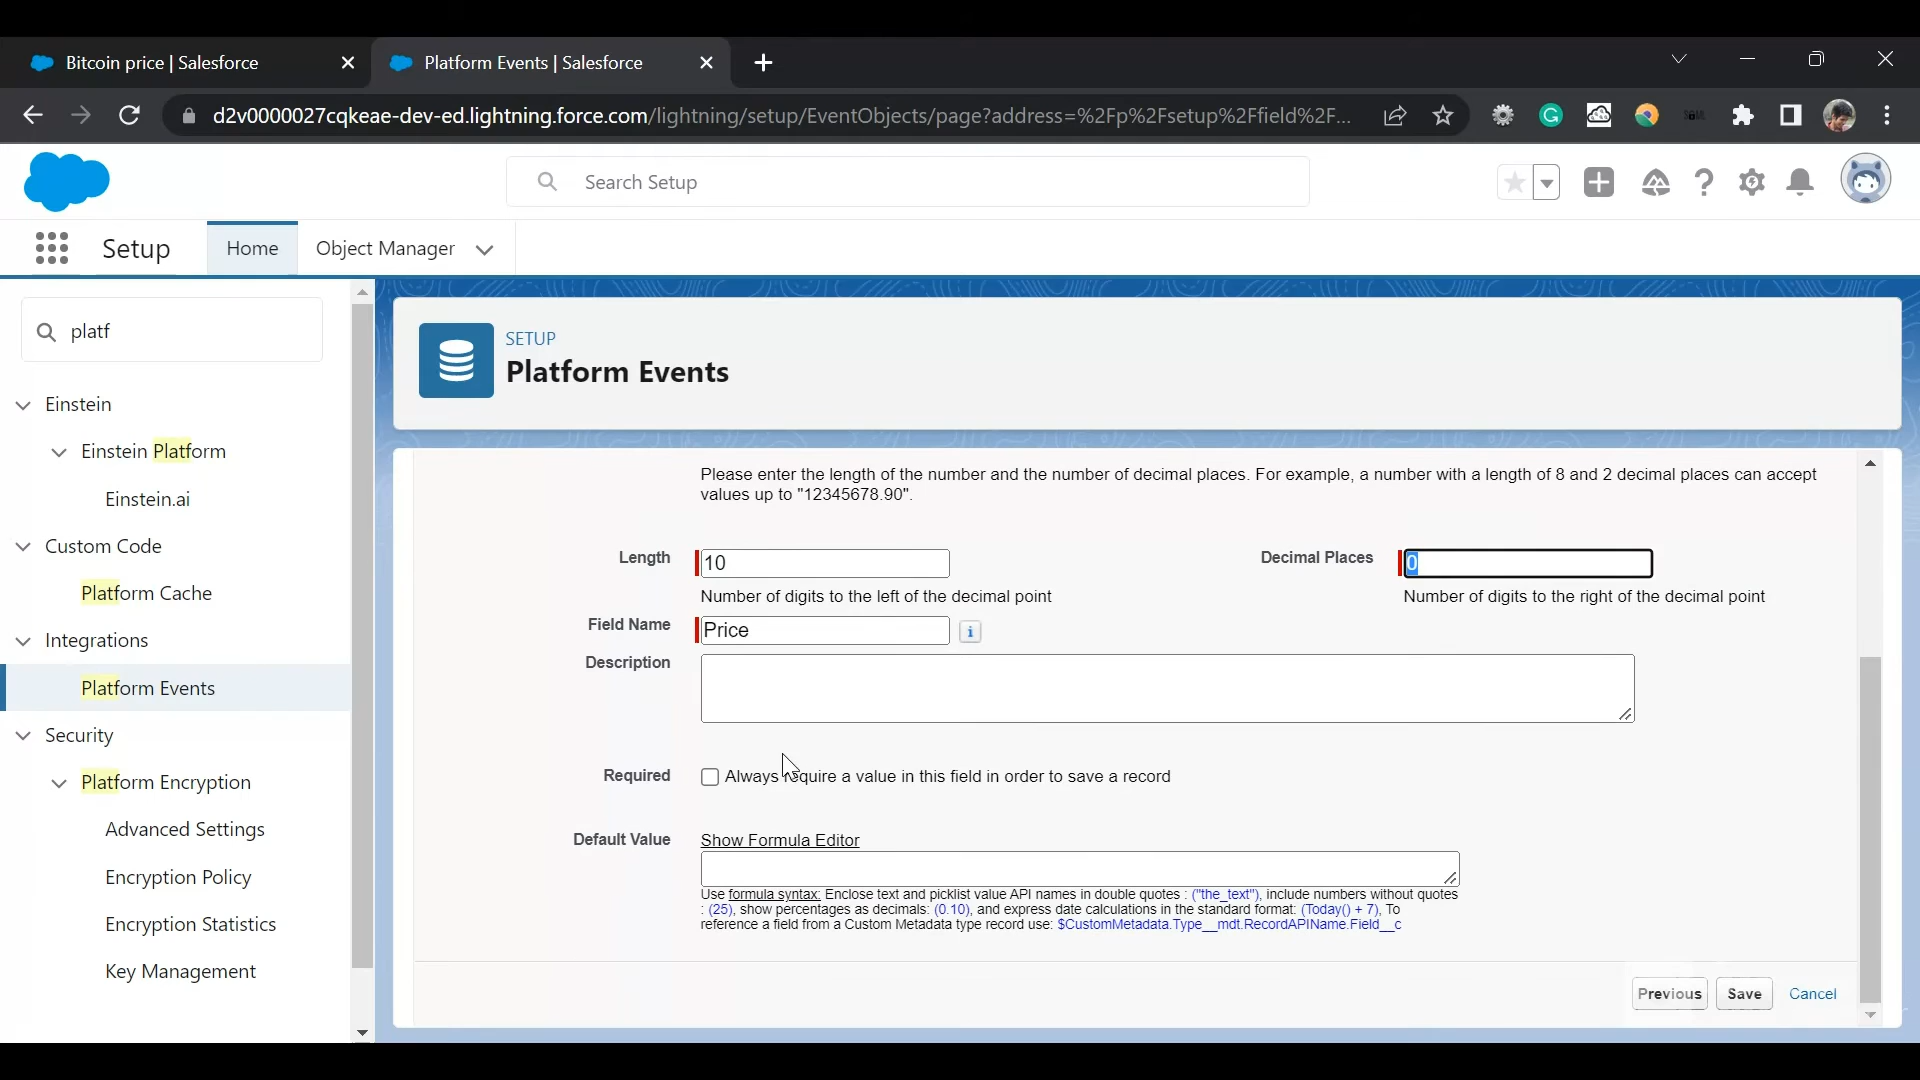 Bitcoin price | Salesforce
Platform Events | Salesforce
d2v0000027cqkeae-dev-ed.lightning.force.com/lightning/setup/EventObjects/page?address=%2Fp%2Fsetup%2Ffield%2F...
Search Setup
Setup
Home
Object Manager
platf
Einstein
Einstein Platform
Einstein.ai
Custom Code
Platform Cache
Integrations
Platform Events
Security
Platform Encryption
Advanced Settings
Encryption Policy
Encryption Statistics
Key Management
SETUP
Platform Events
Please enter the length of the number and the number of decimal places. For example, a number with a length of 8 and 2 decimal places can accept
values up to "12345678.90".
Length
10
Decimal Places
0
Number of digits to the left of the decimal point
Number of digits to the right of the decimal point
Field Name
Price
i
Description
Required
Always require a value in this field in order to save a record
Default Value
Show Formula Editor
Use formula syntax: Enclose text and picklist value API names in double quotes : ("the_text"), include numbers without quotes
: (25), show percentages as decimals: (0.10), and express date calculations in the standard format: (Today() + 7), To
reference a field from a Custom Metadata type record use: $CustomMetadata.Type__mdt.RecordAPIName.Field__c
Previous
Save
Cancel